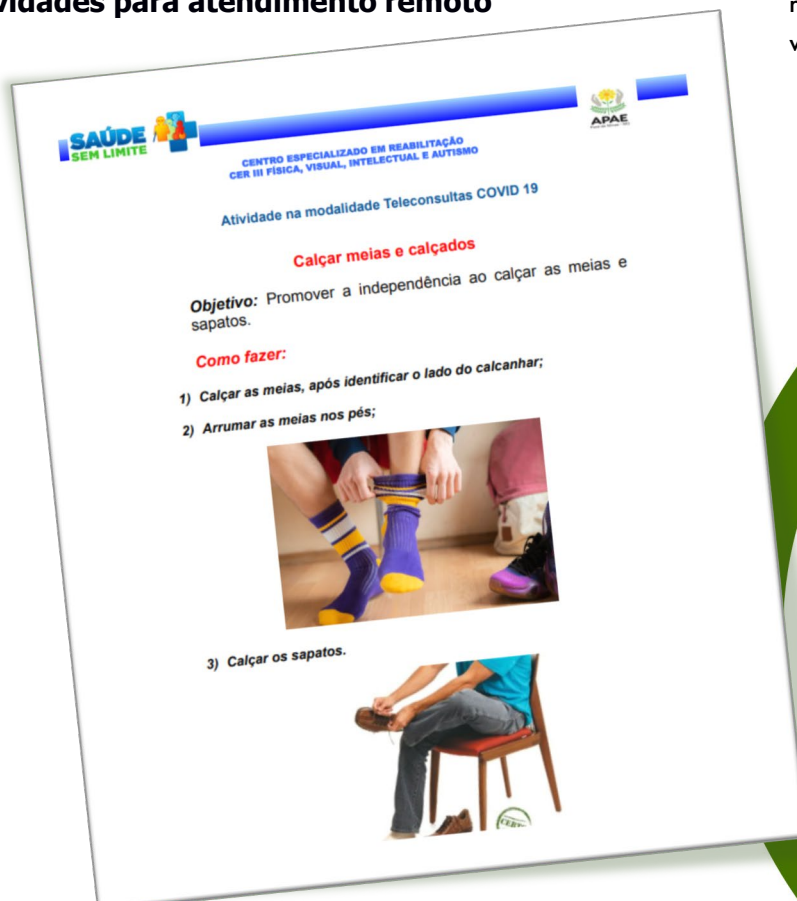 vidades para atendimento remoto
SAÚDE
SEM LIMITE
APAE
CENTRO ESPECIALIZADO EM REABILITAÇÃO
CER III FÍSICA, VISUAL, INTELECTUAL E AUTISMO
Atividade na modalidade Teleconsultas COVID 19
Calçar meias e calçados
Objetivo: Promover a independência ao calçar as meias e
sapatos.
Como fazer:
1) Calçar as meias, após identificar o lado do calcanhar;
2) Arrumar as meias nos pés;
3) Calçar os sapatos.